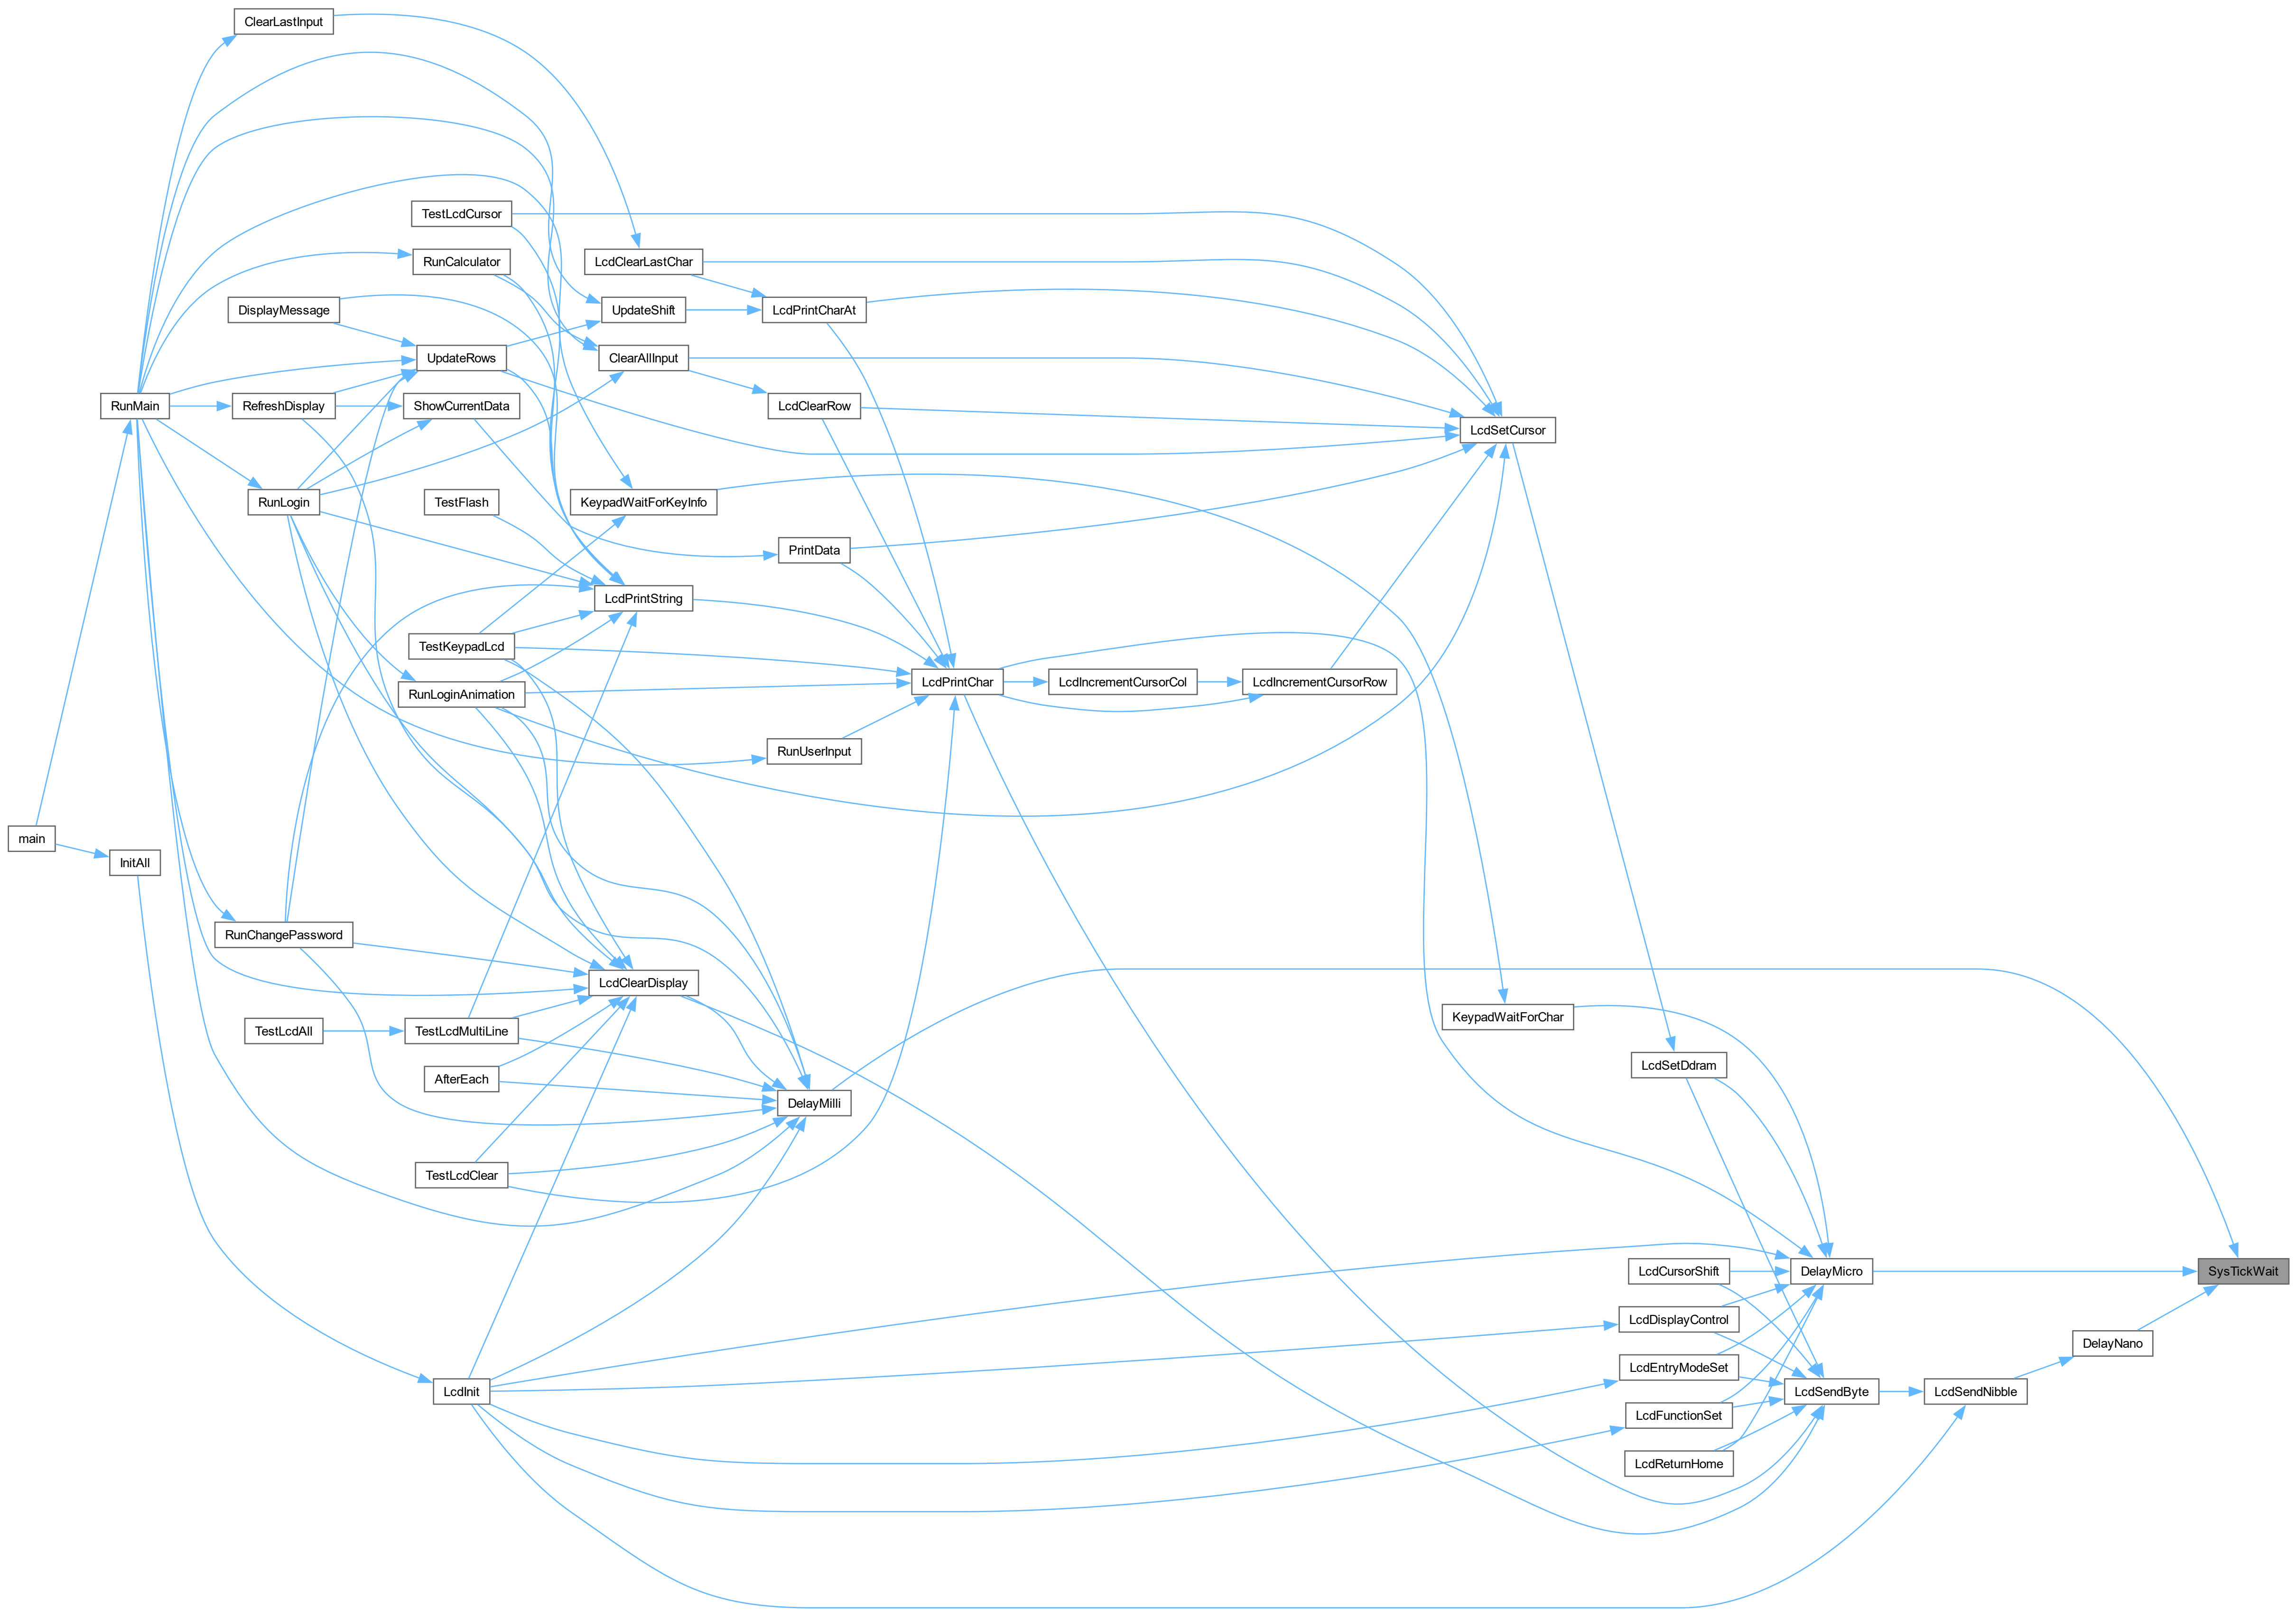 ClearLastInput
TestLcdCursor
RunCalculator
LcdClearLastChar
DisplayMessage
UpdateShift
LcdPrintCharAt
UpdateRows
ClearAllInput
RunMain
RefreshDisplay
ShowCurrentData
LcdClearRow
LcdSetCursor
RunLogin
TestFlash
KeypadWaitForKeyInfo
PrintData
LcdPrintString
TestKeypadLcd
RunLoginAnimation
LcdPrintChar
LcdIncrementCursorCol
LcdIncrementCursorRow
RunUserInput
main
InitAll
RunChangePassword
LcdClearDisplay
TestLcdAll
TestLcdMultiLine
KeypadWaitForChar
LcdSetDdram
AfterEach
DelayMilli
TestLcdClear
LcdCursorShift
DelayMicro
SysTickWait
LcdDisplayControl
DelayNano
LcdEntryModeSet
LcdInit
LcdSendByte
LcdSendNibble
LcdFunctionSet
LcdReturnHome